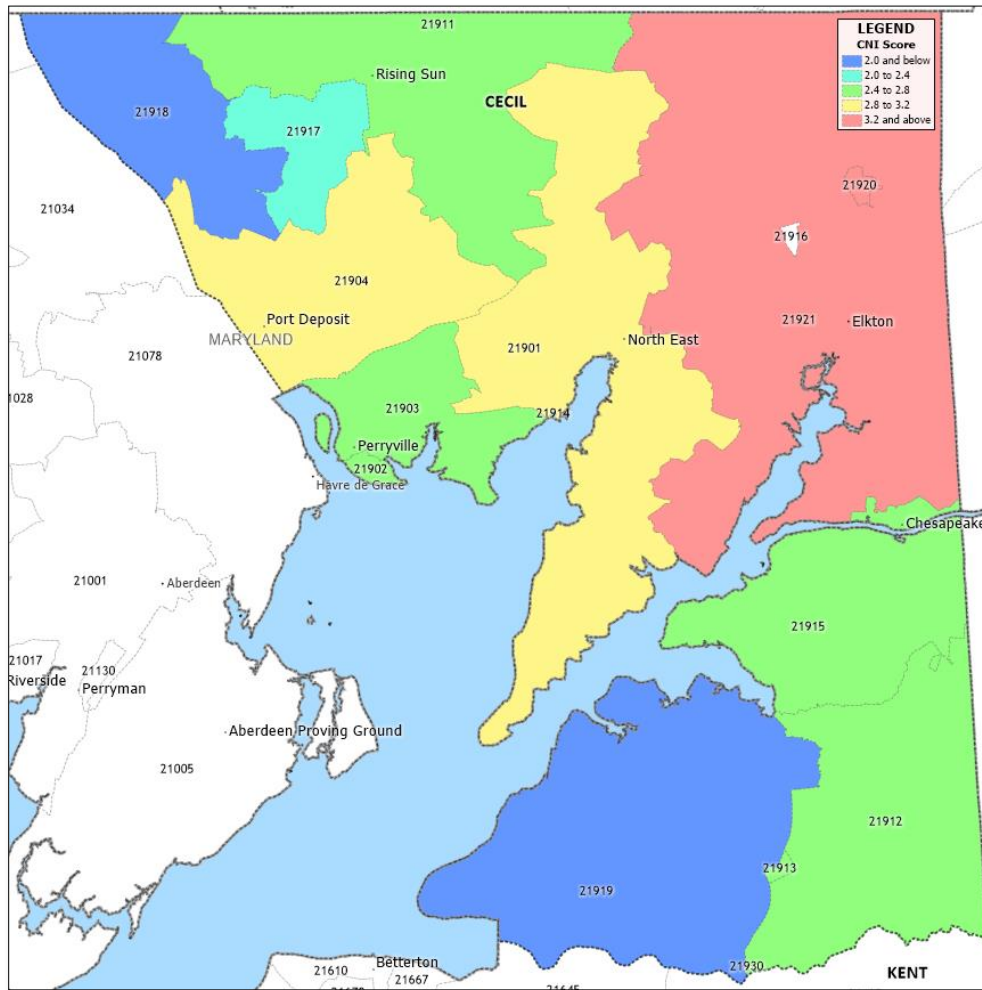 21911
LEGEND
CNI Score
2.0 and below
2.0 to 2.4
2.4 to 2.8
2.8 to 3.2
3.2 and above
Rising Sun
CECIL
21918
21917
21920
21034
21916
21904
Port Deposit
MARYLAND
21921
Elkton
North East
21901
21078
1028
21903
21914
Perryville
21902
Havre de Grace
Chesapeake
21001
Aberdeen
21915
21017
Riverside
21130
Perryman
Aberdeen Proving Ground
21005
21912
21913
21919
Betterton
21610
21667
21930
KENT